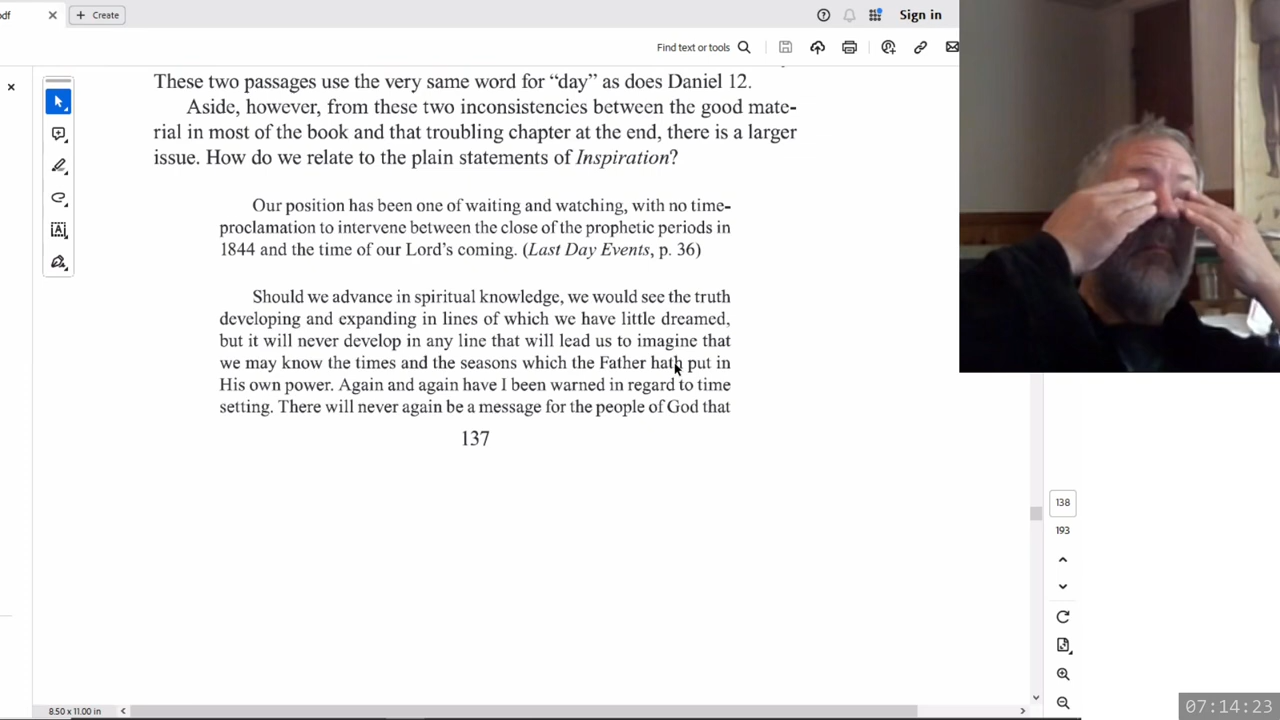 df
Create
Sign in
Find text or tools
These two passages use the very same word for “day” as does Daniel 12.
Aside, however, from these two inconsistencies between the good mate-
rial in most of the book and that troubling chapter at the end, there is a larger
issue. How do we relate to the plain statements of Inspiration?
Our position has been one of waiting and watching, with no time-
proclamation to intervene between the close of the prophetic periods in
1844 and the time of our Lord’s coming. (Last Day Events, p. 36)
Should we advance in spiritual knowledge, we would see the truth
developing and expanding in lines of which we have little dreamed,
but it will never develop in any line that will lead us to imagine that
we may know the times and the seasons which the Father hath put in
His own power. Again and again have I been warned in regard to time
setting. There will never again be a message for the people of God that
137
138
193
8.50 x 11.00 in
07:14:23